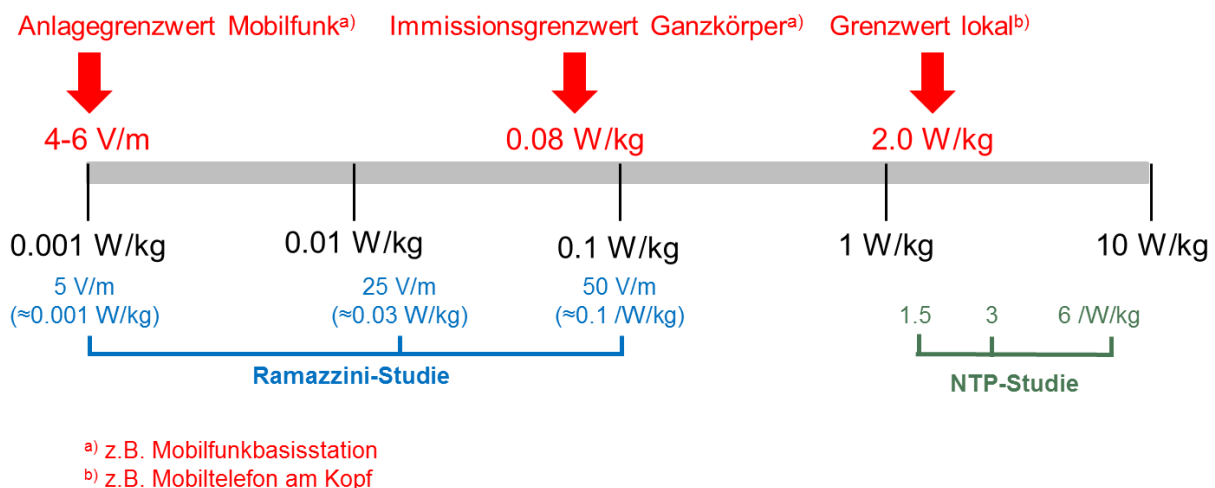 Anlagegrenzwert Mobilfunka) Immissionsgrenzwert Ganzkörpera) Grenzwert lokalb)
4-6 V/m 0.08 W/kg 2.0 W/kg
0.001 W/kg 0.01 W/kg 0.1 W/kg 1 W/kg 10 W/kg
5 V/m 25 V/m 50 V/m
(≈0.001 W/kg) (≈0.03 W/kg) (≈0.1 /W/kg) 1.5 3 6 /W/kg
Ramazzini-Studie NTP-Studie
a) z.B. Mobilfunkbasisstation
b) z.B. Mobiltelefon am Kopf